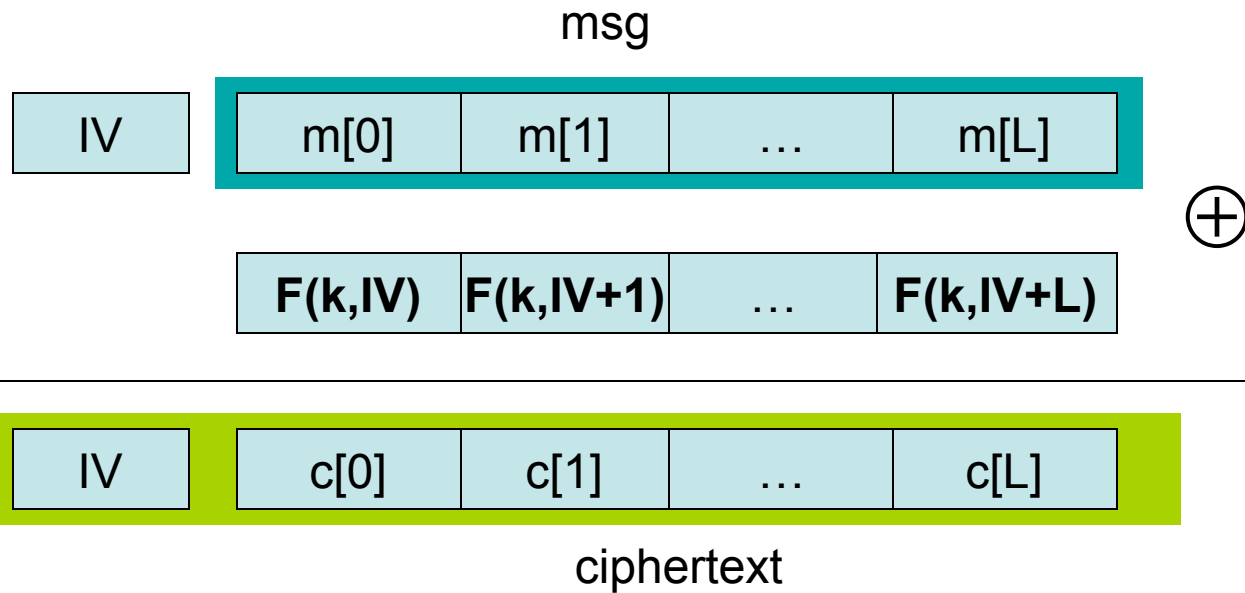 msg
IV m[0] m[1] … m[L]
⊕
F(k,IV) F(k,IV+1) … F(k,IV+L)
IV c[0] c[1] … c[L]
ciphertext